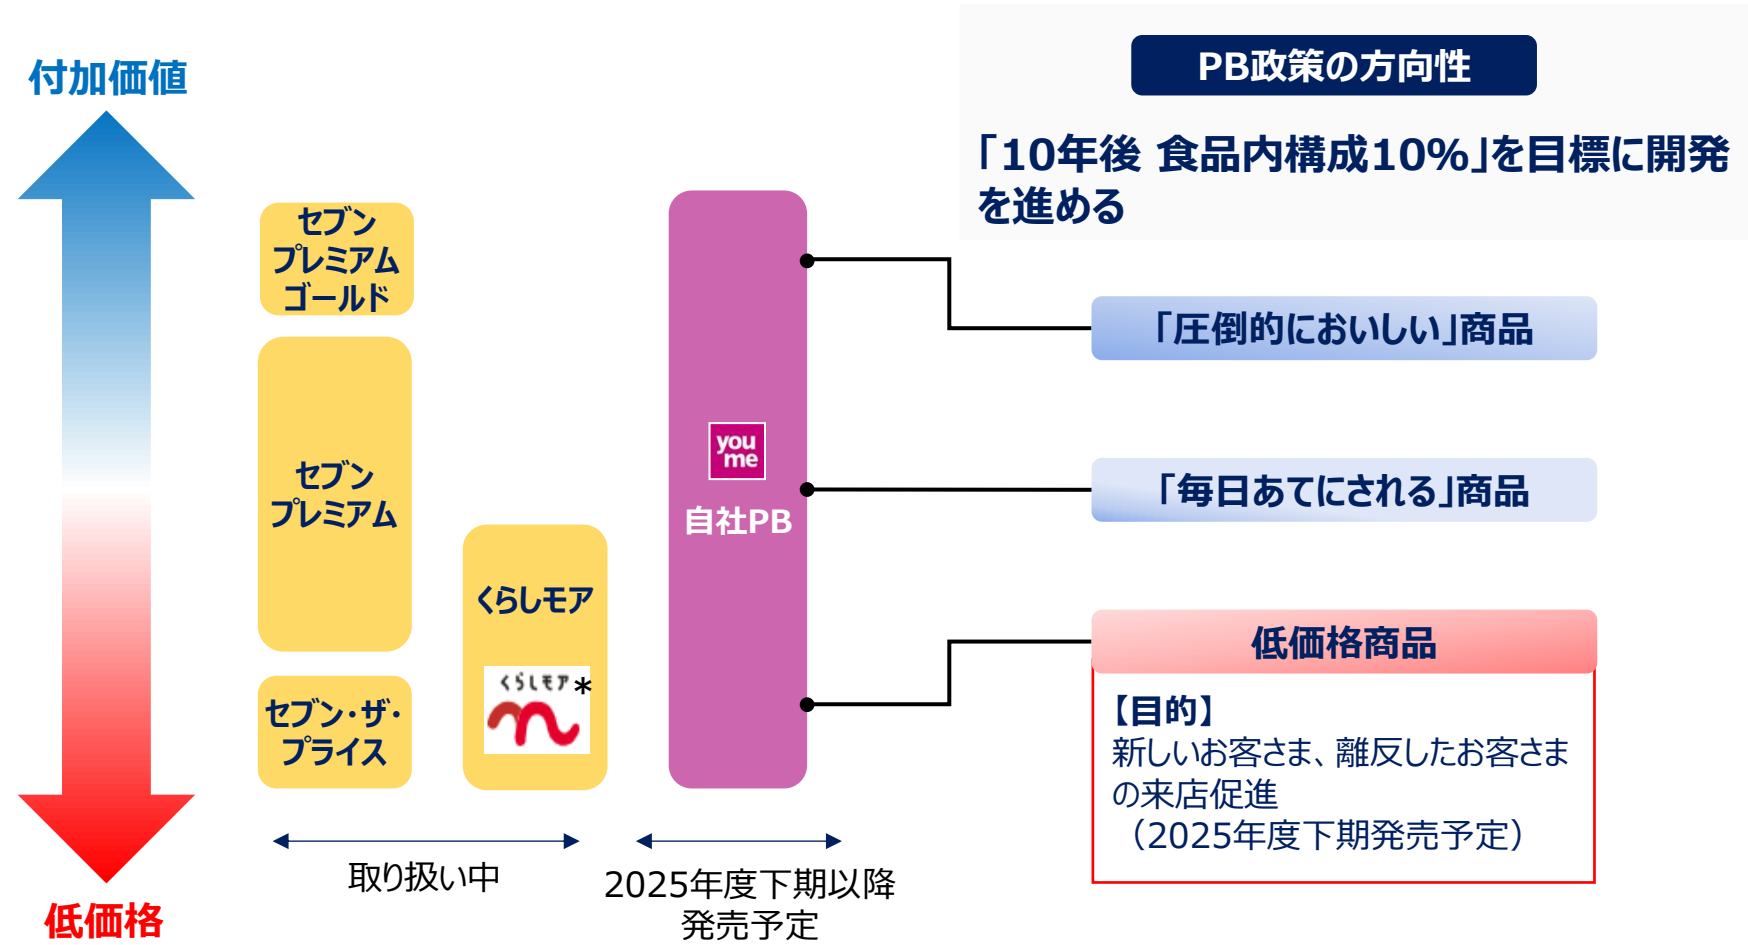 付加価値
低価格
セブン
プレミアム
ゴールド
セブン
プレミアム
セブン・ザ・
プライス
くらしモア
くらしモア*
取り扱い中
you
me
自社PB
2025年度下期以降
発売予定
PB政策の方向性
「10年後 食品内構成10%」を目標に開発
を進める
「圧倒的においしい」商品
「毎日あてにされる」商品
低価格商品
【目的】
新しいお客さま、離反したお客さま
の来店促進
（2025年度下期発売予定）